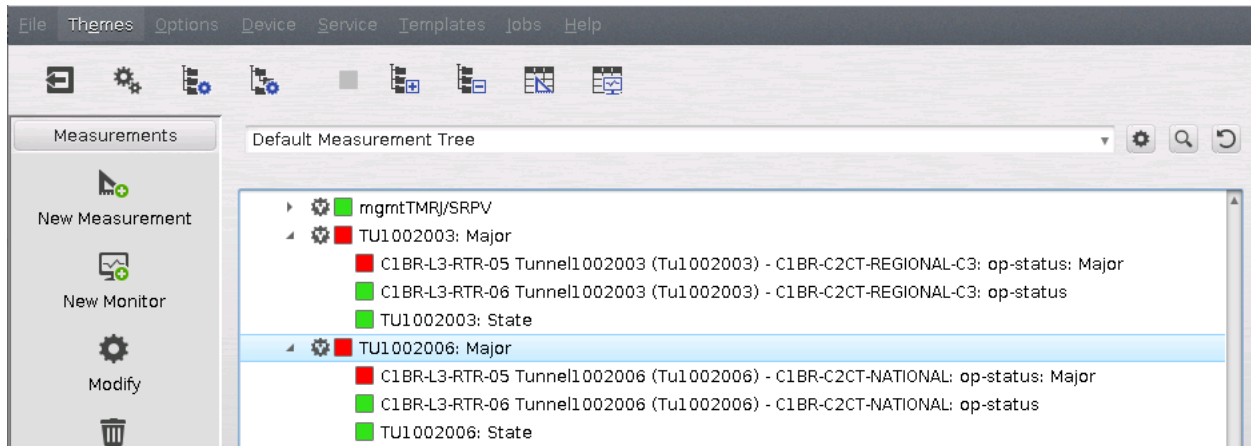 File Themes Options Device Service Templates Jobs Help
Measurements
Default Measurement Tree
New Measurement
New Monitor
Modify
mgmtTMRJ/SRPV
TU1002003: Major
C1BR-L3-RTR-05 Tunnel1002003 (Tu1002003) - C1BR-C2CT-REGIONAL-C3: op-status: Major
C1BR-L3-RTR-06 Tunnel1002003 (Tu1002003) - C1BR-C2CT-REGIONAL-C3: op-status
TU1002003: State
TU1002006: Major
C1BR-L3-RTR-05 Tunnel1002006 (Tu1002006) - C1BR-C2CT-NATIONAL: op-status: Major
C1BR-L3-RTR-06 Tunnel1002006 (Tu1002006) - C1BR-C2CT-NATIONAL: op-status
TU1002006: State